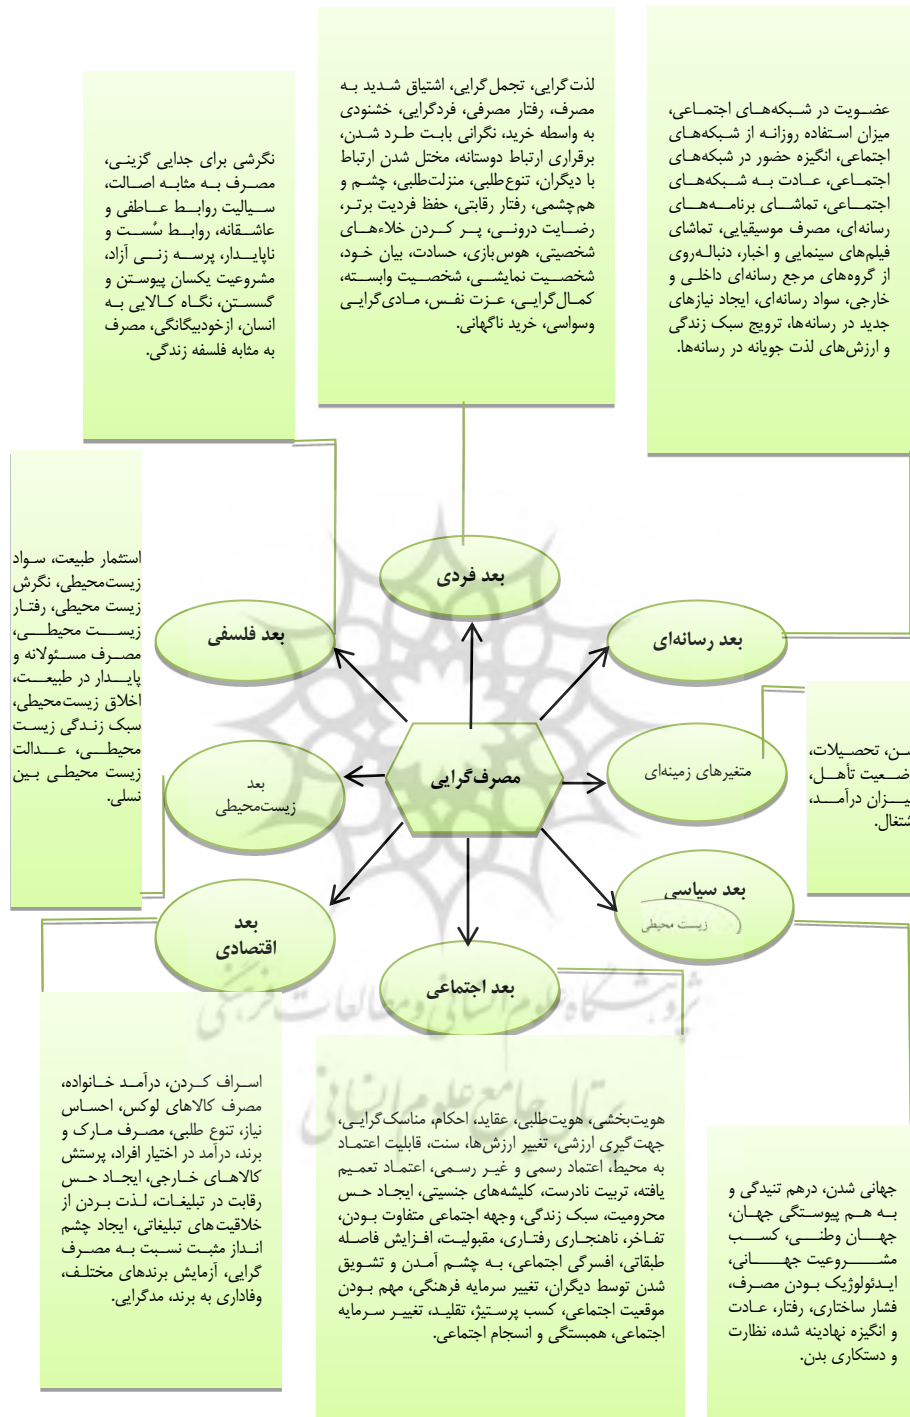 عضویت در شبکه‌های اجتماعی،
میزان استفاده روزانه از شبکه‌های
اجتماعی، انگیزه حضور در شبکه‌های
اجتماعی، عادت به شبکه‌های
اجتماعی، تماشای برنامه‌های
رسانه‌ای، مصرف موسیقیایی، تماشای
فیلم‌های سینمایی و اخبار، دنباله‌روی
از گروه‌های مرجع رسانه‌ای داخلی و
خارجی، سواد رسانه‌ای، ایجاد نیازهای
جدید در رسانه‌ها، ترویج سبک زندگی
و ارزش‌های لذت جویانه در رسانه‌ها.
لذت‌گرایی، تجمل‌گرایی، اشتیاق شدید به
مصرف، رفتار مصرفی، فردگرایی، خشنودی
به واسطه خرید، نگرانی بابت طرد شدن،
برقراری ارتباط دوستانه، مختل شدن ارتباط
با دیگران، تنوع‌طلبی، منزلت‌طلبی، چشم و
هم‌چشمی، رفتار رقابتی، حفظ فردیت برتر،
رضایت درونی، پر کردن خلاءهای
شخصیتی، هوس‌بازی، حسادت، بیان خود،
شخصیت نمایشی، شخصیت وابسته،
کمال‌گرایی، عزت نفس، مادی‌گرایی
وسواسی، خرید ناگهانی.
نگرشی برای جدایی گزینی،
مصرف به مثابه اصالت،
سیالیت روابط عاطفی و
عاشقانه، روابط سُست و
ناپایدار، پرسه زنی آزاد،
مشروعیت یکسان پیوستن و
گسستن، نگاه کالایی به
انسان، ازخودبیگانگی، مصرف
به مثابه فلسفه زندگی.
استثمار طبیعت، سواد
زیست‌محیطی، نگرش
زیست محیطی، رفتار
زیست محیطی،
مصرف مسئولانه و
پایدار در طبیعت،
اخلاق زیست‌محیطی،
سبک زندگی زیست
محیطی، عدالت
زیست محیطی بین
نسلی.
بعد فردی
بعد رسانه‌ای
بعد فلسفی
مصرف‌گرایی
متغیرهای زمینه‌ای
بعد
زیست‌محیطی
تحصیلات،
تأهل،
درآمد،
بعد سیاسی
زیست محیطی
بعد
اقتصادی
بعد اجتماعی
پژوهشگاه علوم انسانی و مطالعات فرهنگی
پرتال جامع علوم انسانی
اسراف کردن، درآمد خانواده،
مصرف کالاهای لوکس، احساس
نیاز، تنوع طلبی، مصرف مارک و
برند، درآمد در اختیار افراد، پرستش
کالاهای خارجی، ایجاد حس
رقابت در تبلیغات، لذت بردن از
خلاقیت‌های تبلیغاتی، ایجاد چشم
انداز مثبت نسبت به مصرف
گرایی، آزمایش برندهای مختلف،
وفاداری به برند، مدگرایی.
هویت‌بخشی، هویت‌طلبی، عقاید، احکام، مناسک‌گرایی،
جهت‌گیری ارزشی، تغییر ارزش‌ها، سنت، قابلیت اعتماد
به محیط، اعتماد رسمی و غیر رسمی، اعتماد تعمیم
یافته، تربیت نادرست، کلیشه‌های جنسیتی، ایجاد حس
محرومیت، سبک زندگی، وجهه اجتماعی متفاوت بودن،
تفاخر، ناهنجاری رفتاری، مقبولیت، افزایش فاصله
طبقاتی، افسرگی اجتماعی، به چشم آمدن و تشویق
شدن توسط دیگران، تغییر سرمایه فرهنگی، مهم بودن
موقعیت اجتماعی، کسب پرستیژ، تقلید، تغییر سرمایه
اجتماعی، همبستگی و انسجام اجتماعی.
جهانی شدن، درهم تنیدگی و
به هم پیوستگی جهان،
جهان وطنی، کسب
مشروعیت جهانی،
ایدئولوژیک بودن مصرف،
فشار ساختاری، رفتار، عادت
و انگیزه نهادینه شده، نظارت
و دستکاری بدن.